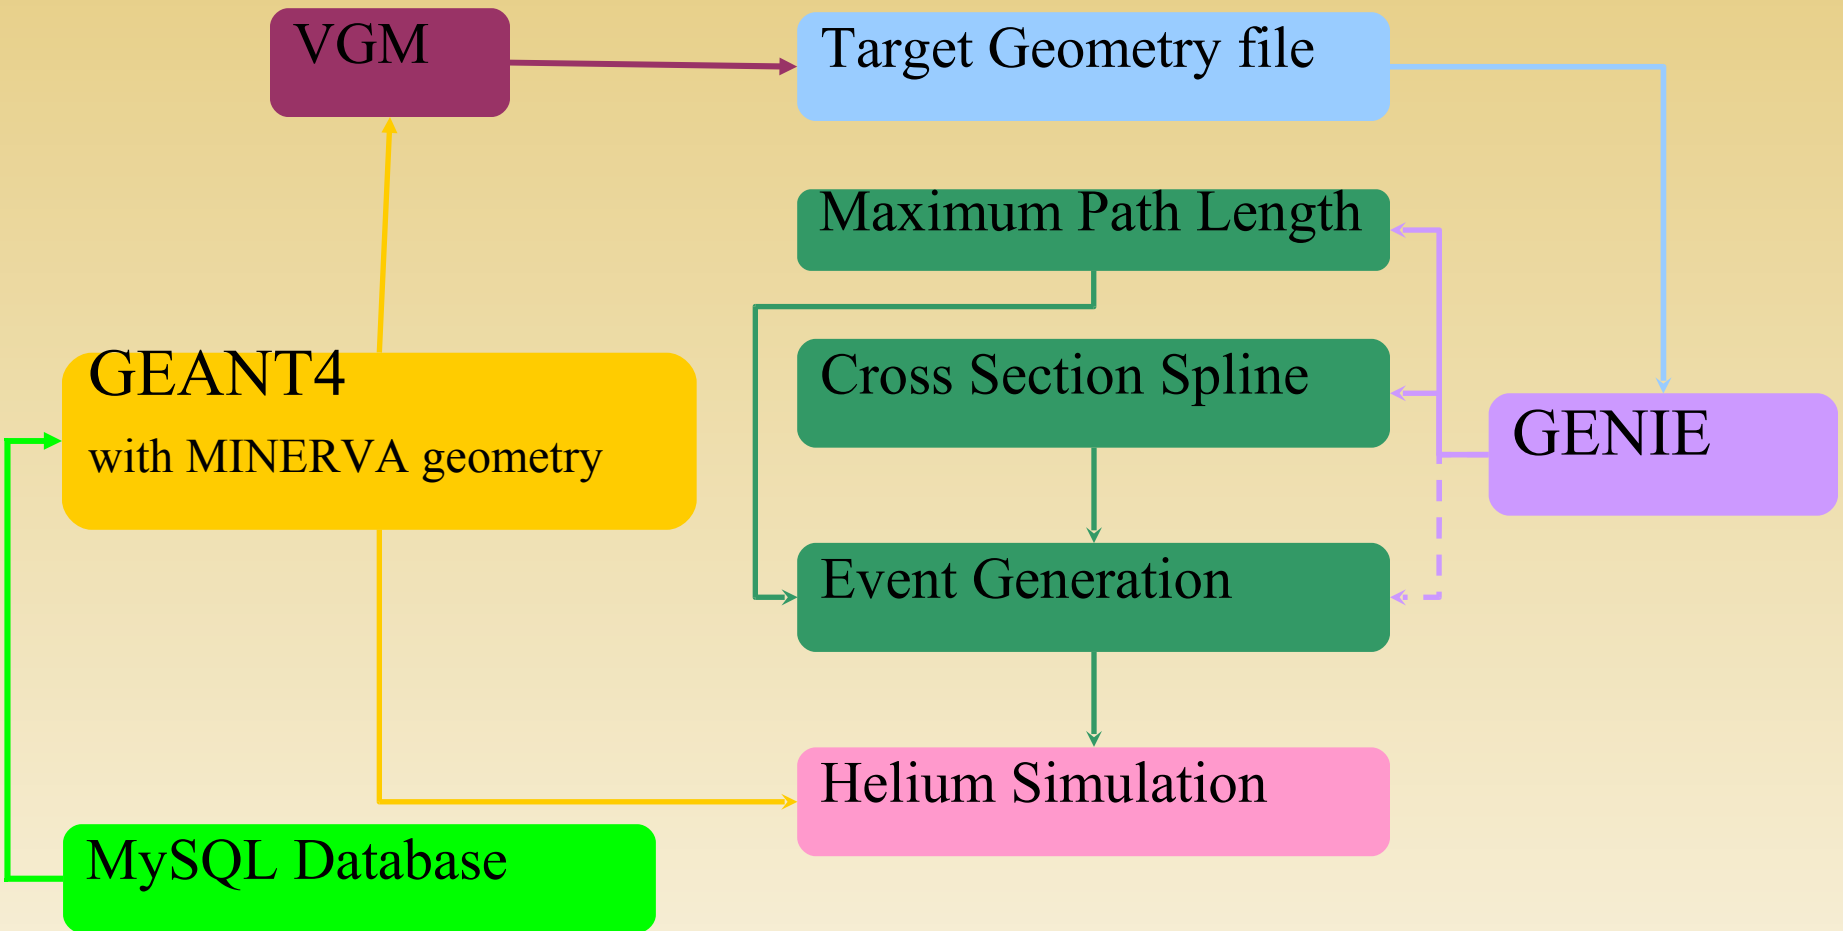 VGM
Target Geometry file
Maximum Path Length
GEANT4
with MINERVA geometry
Cross Section Spline
GENIE
Event Generation
Helium Simulation
MySQL Database